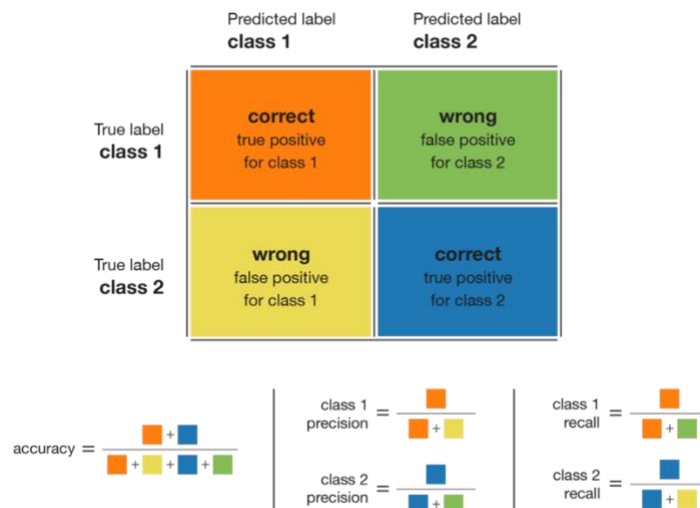 Predicted label
class 1
Predicted label
class 2
True label
class 1
correct
true positive
for class 1
wrong
false positive
for class 2
True label
class 2
wrong
false positive
for class 1
correct
true positive
for class 2
accuracy =
+
+ + +
class 1
precision =
+
class 2
precision =
+
class 1
recall =
+
class 2
recall =
+